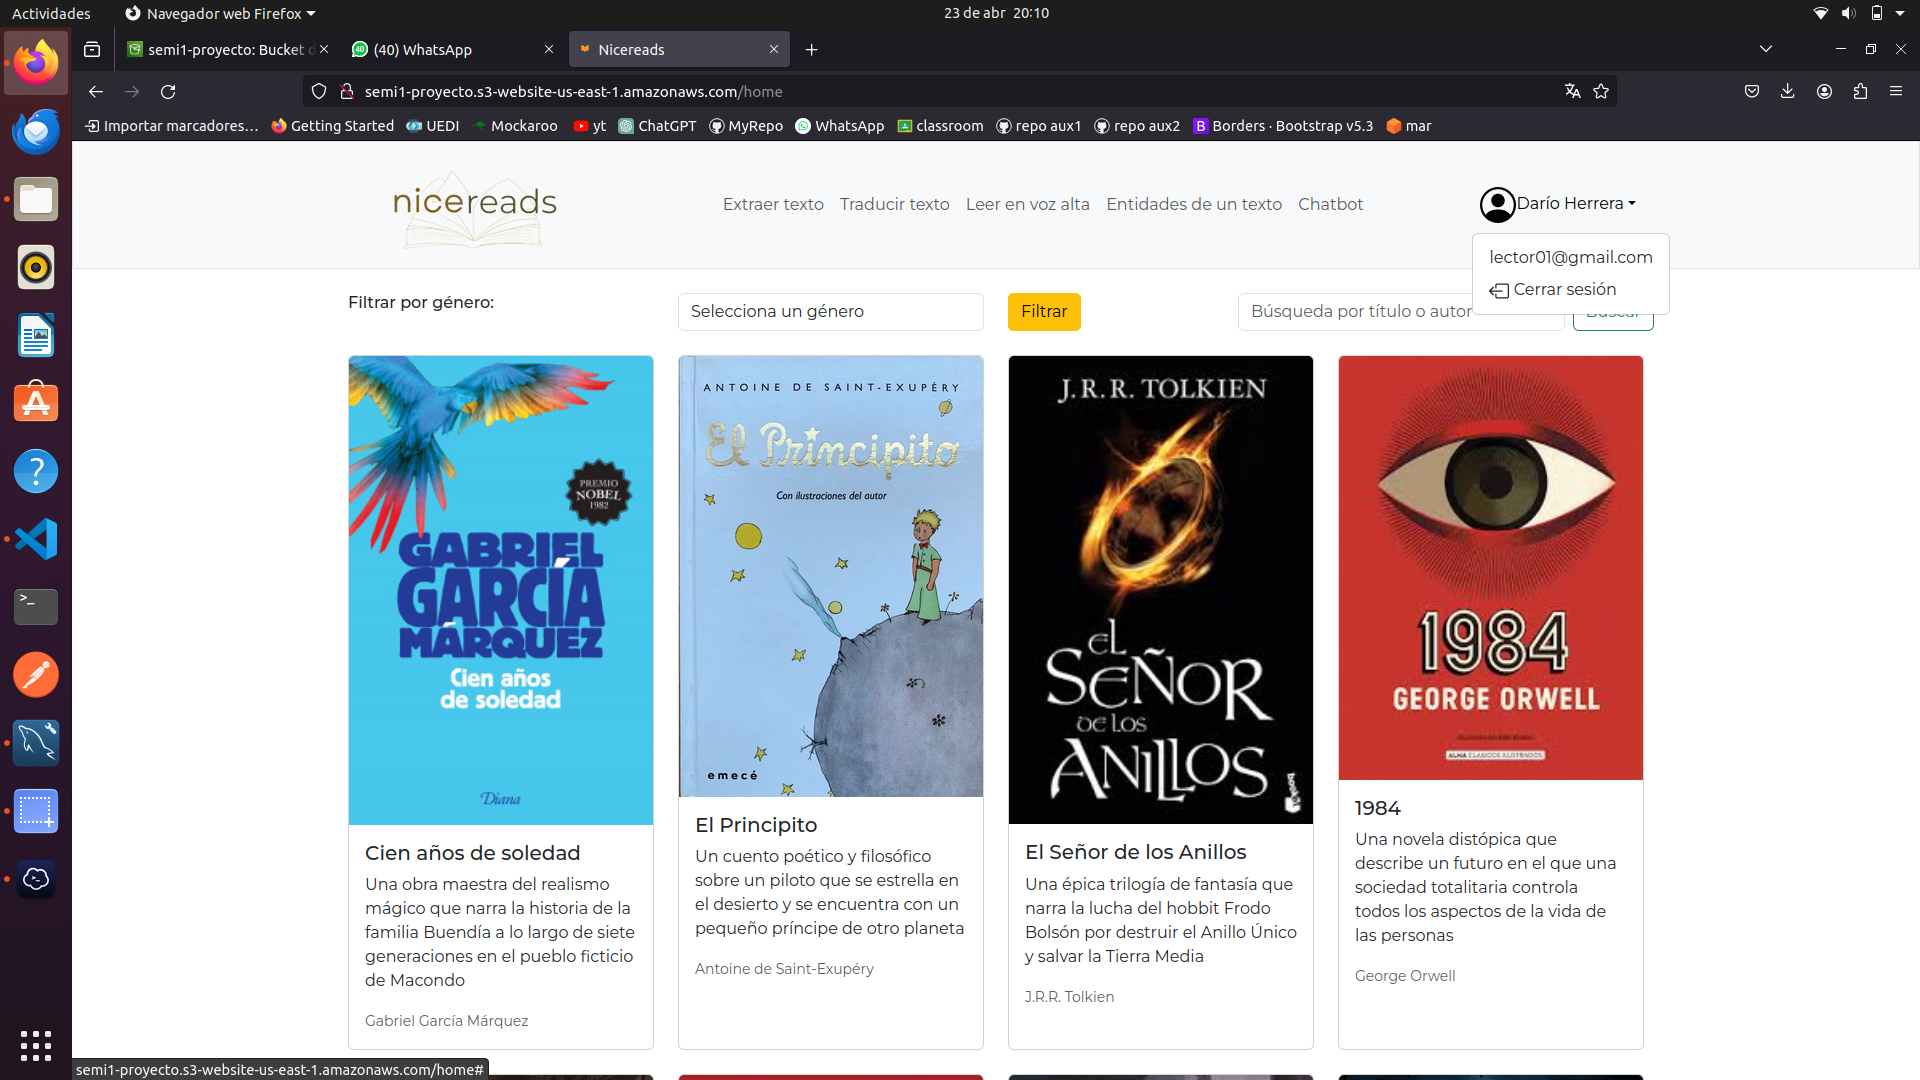 Actividades
Navegador web Firefox
23 de abr 20:10
semi1-proyecto: Bucket d
(40) WhatsApp
Nicereads
semi1-proyecto.s3-website-us-east-1.amazonaws.com/home
Importar marcadores...
Getting Started
UEDI
Mockaroo
yt
ChatGPT
MyRepo
WhatsApp
classroom
repo aux1
repo aux2
Borders · Bootstrap v5.3
mar
nicereads
Extraer texto
Traducir texto
Leer en voz alta
Entidades de un texto
Chatbot
Darío Herrera
lector01@gmail.com
Cerrar sesión
Filtrar por género:
Selecciona un género
Filtrar
Búsqueda por título o autor
Buscar
PREMIO
NOBEL
1982
GABRIEL
GARCÍA
MÁRQUEZ
Cien años
de soledad
Diana
Cien años de soledad
Una obra maestra del realismo
mágico que narra la historia de la
familia Buendía a lo largo de siete
generaciones en el pueblo ficticio
de Macondo
Gabriel García Márquez
ANTOINE DE SAINT-EXUPÉRY
El Principito
Con ilustraciones del autor
emecé
El Principito
Un cuento poético y filosófico
sobre un piloto que se estrella en
el desierto y se encuentra con un
pequeño príncipe de otro planeta
Antoine de Saint-Exupéry
J.R.R. TOLKIEN
EL
SEÑOR
DE LOS
ANILLOS
booket
El Señor de los Anillos
Una épica trilogía de fantasía que
narra la lucha del hobbit Frodo
Bolsón por destruir el Anillo Único
y salvar la Tierra Media
J.R.R. Tolkien
1984
GEORGE ORWELL
ALMA CLÁSICOS ILUSTRADOS
1984
Una novela distópica que
describe un futuro en el que una
sociedad totalitaria controla
todos los aspectos de la vida de
las personas
George Orwell
semi1-proyecto.s3-website-us-east-1.amazonaws.com/home#